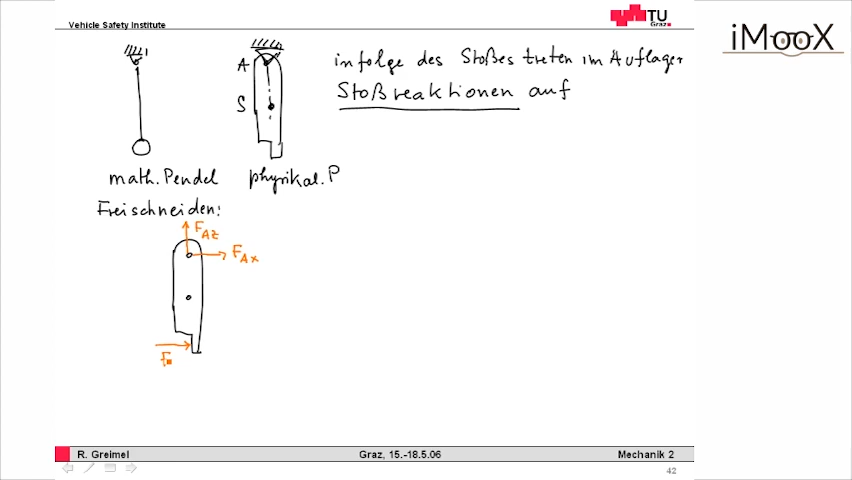 Vehicle Safety Institute
TU
Graz
iMooX
A
S
infolge des Stoßes treten im Auflager
Stoßreaktionen auf
math. Pendel physikal. P
Freischneiden:
FAZ
FAx
F
R. Greimel Graz, 15.-18.5.06 Mechanik 2
42